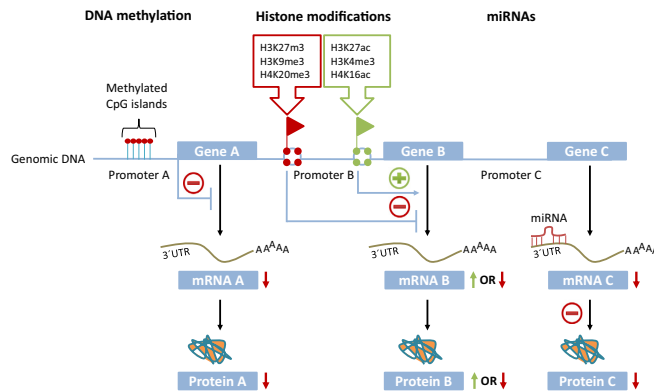 DNA methylation
Histone modifications
miRNAs
H3K27m3
H3K9me3
H4K20me3
H3K27ac
H3K4me3
H4K16ac
Methylated
CpG islands
Genomic DNA
Gene A
Gene B
Gene C
Promoter A
Promoter B
Promoter C
miRNA
3´UTR
AAAAA
3´UTR
AAAAA
3´UTR
AAAAA
mRNA A
mRNA B
OR
mRNA C
Protein A
Protein B
OR
Protein C